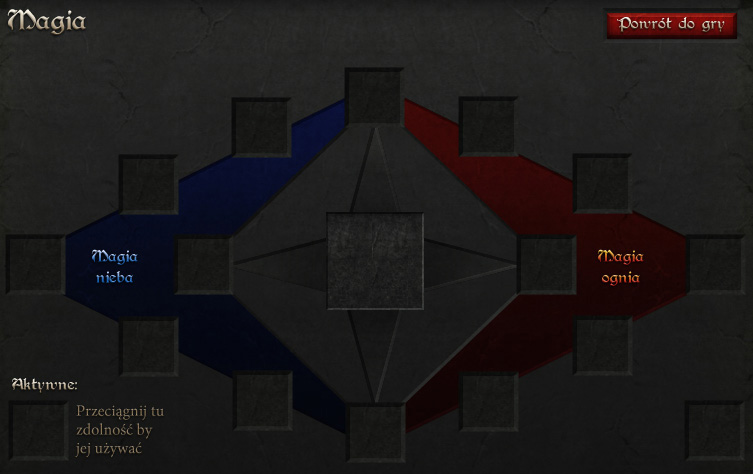 Magia
Powrót do gry
Magia
nieba
Magia
ognia
Aktywne:
Przeciągnij tu
zdolność by
jej używać